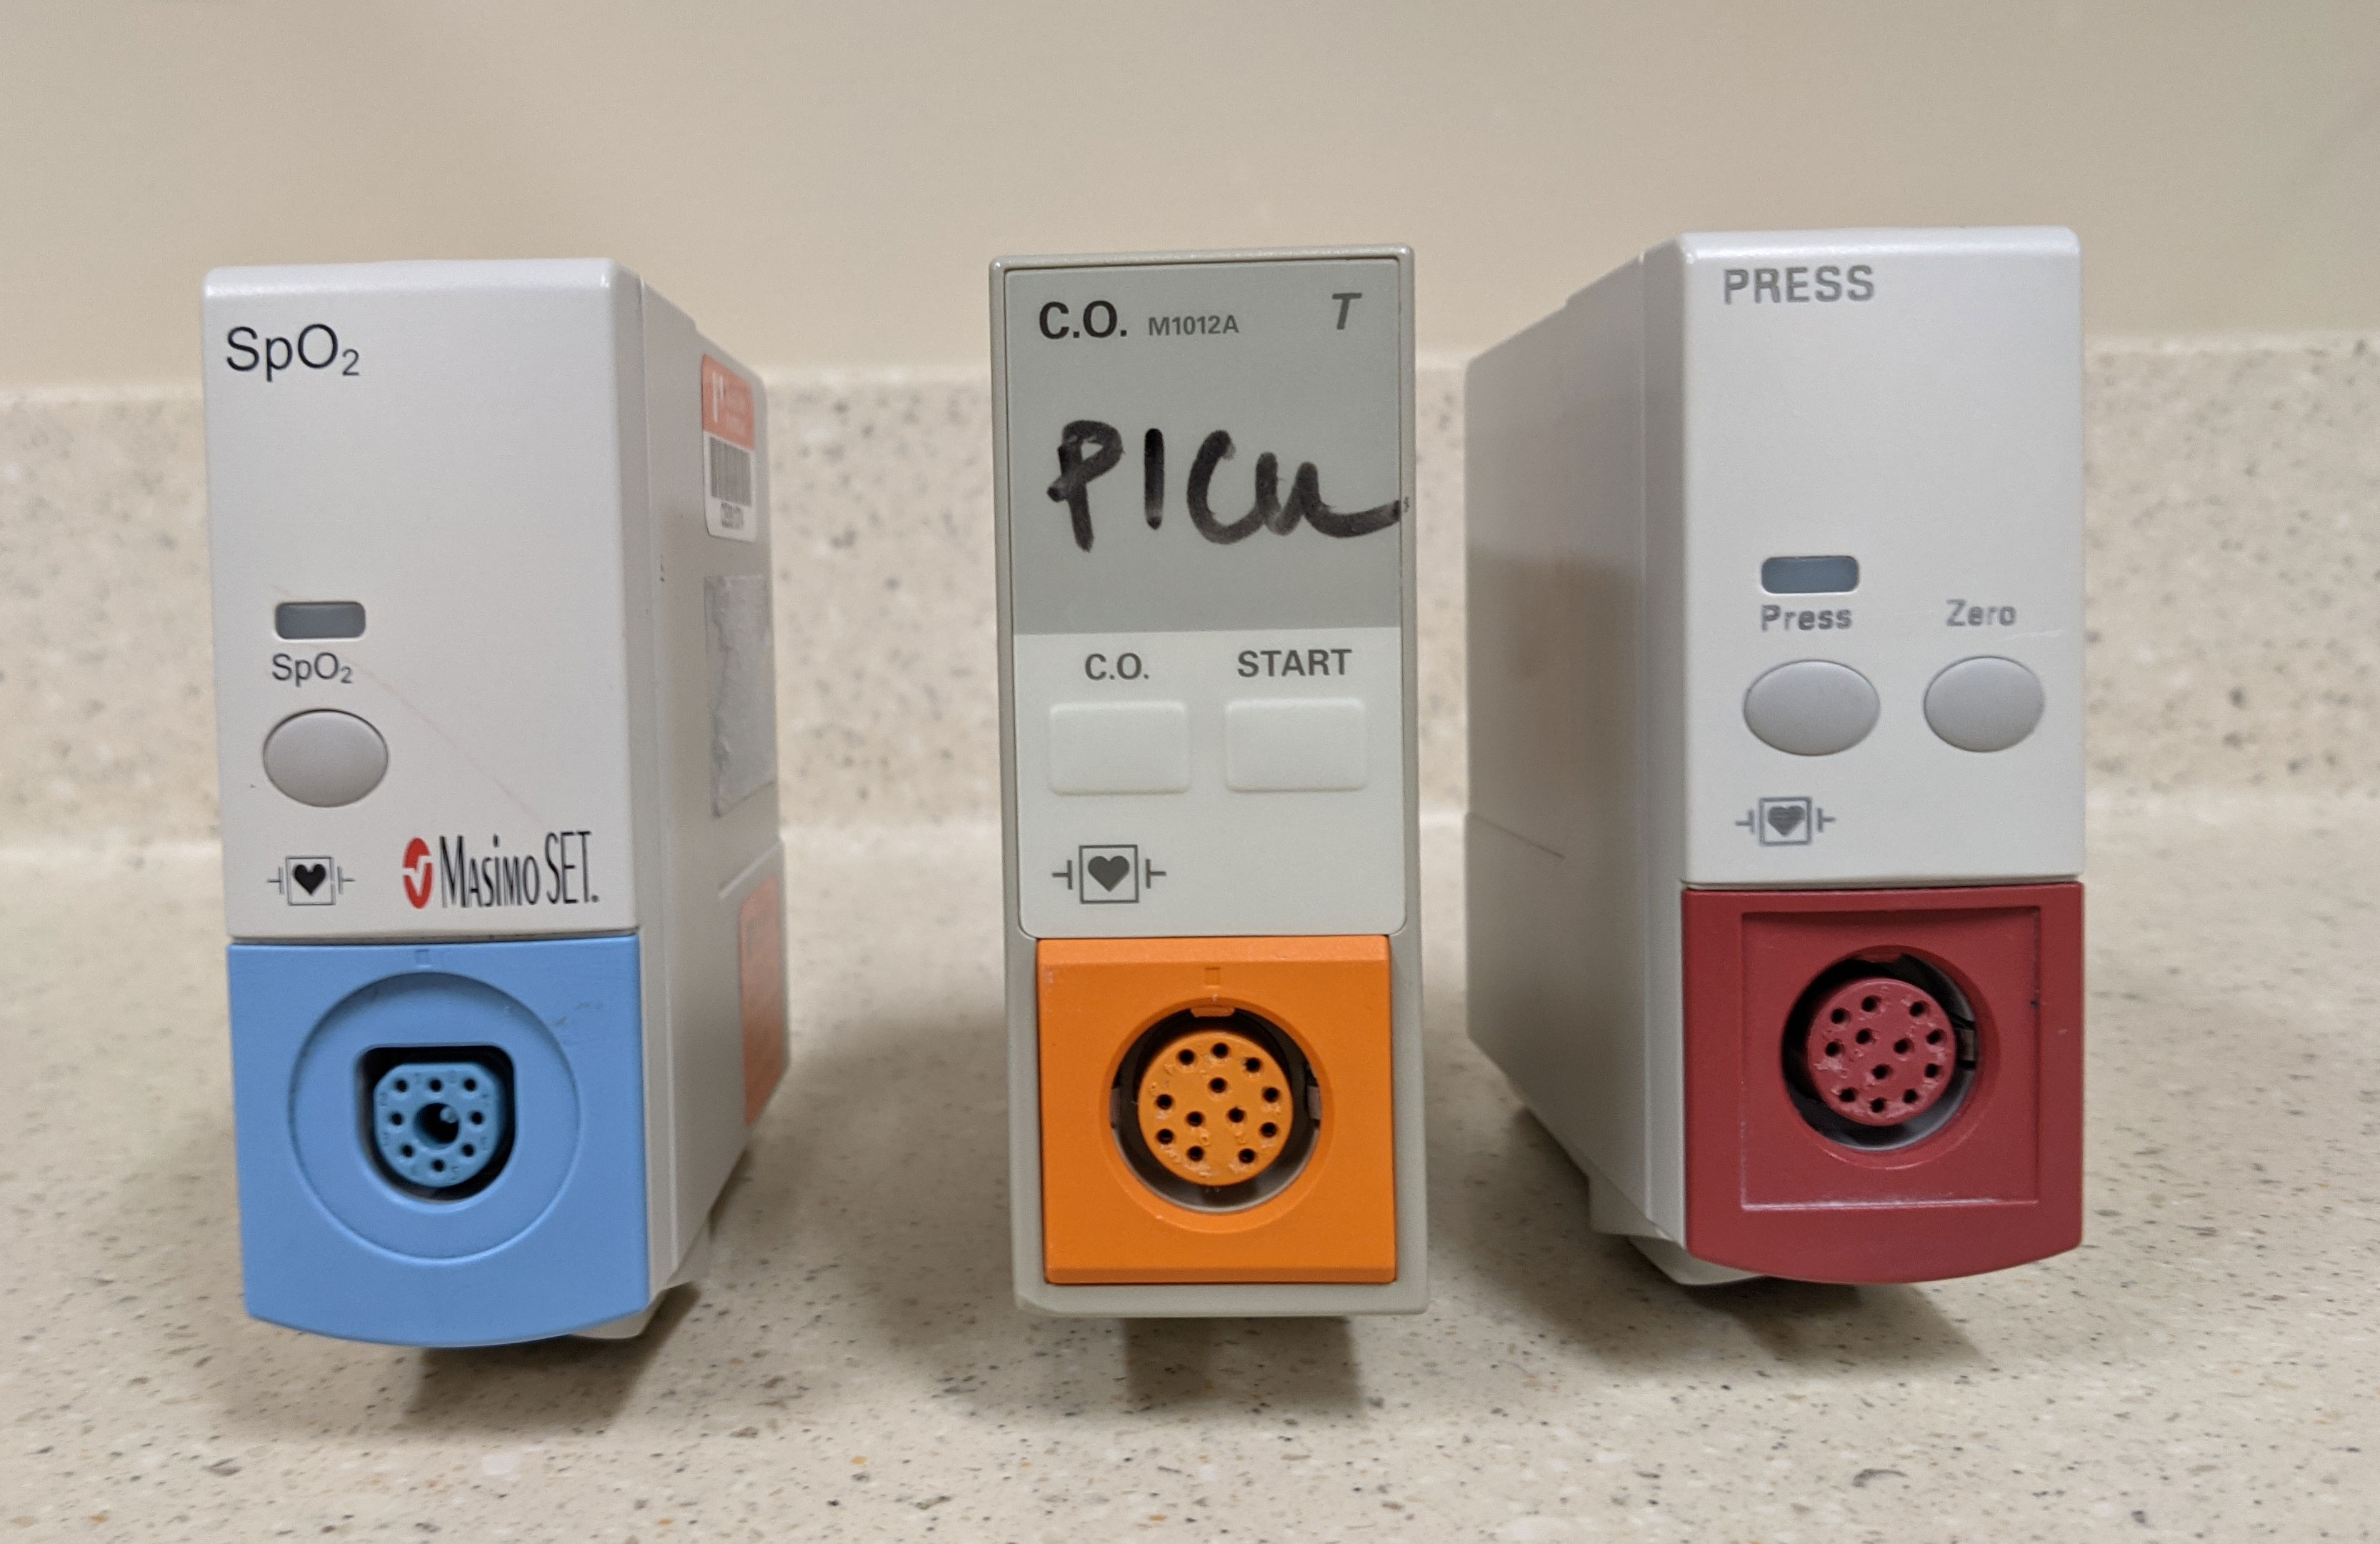 SpO₂
SpO₂
Masimo SET.
C.O. M1012A T
PICU
C.O. START
PRESS
Press Zero